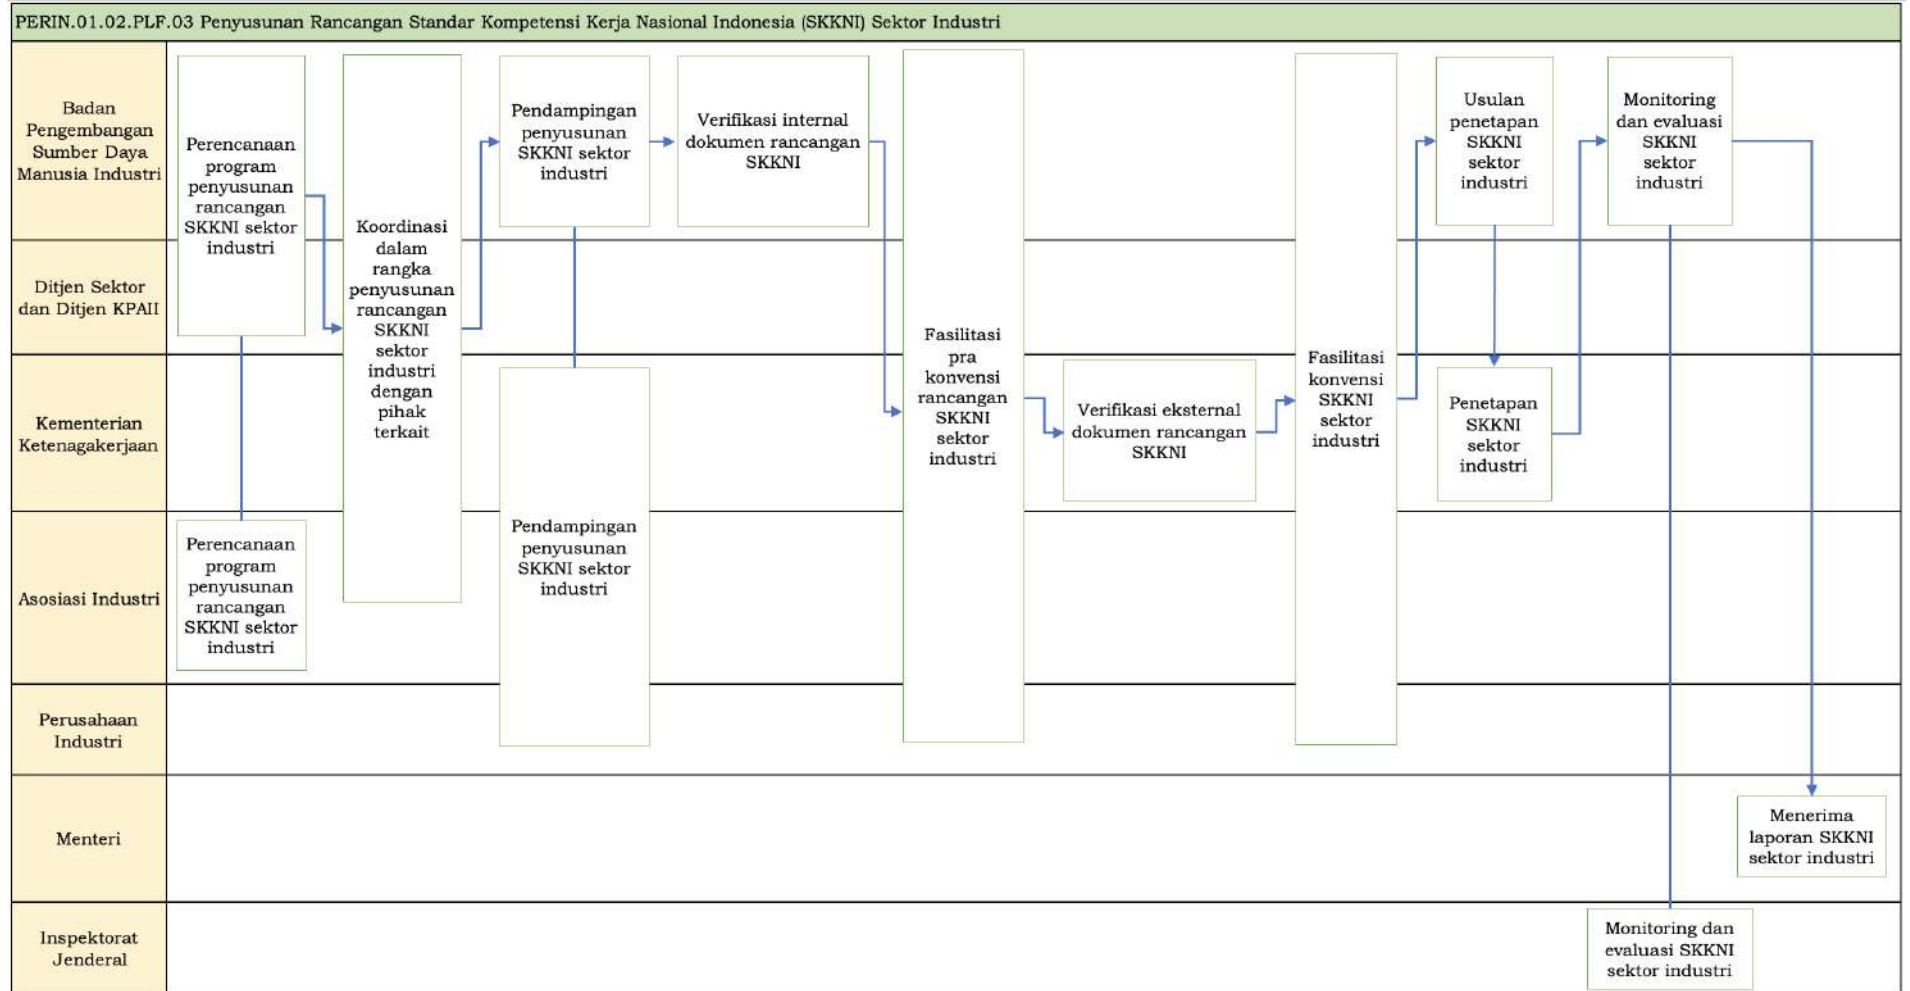 PERIN.01.02.PLF.03 Penyusunan Rancangan Standar Kompetensi Kerja Nasional Indonesia (SKKNI) Sektor Industri
Badan
Pengembangan
Sumber Daya
Manusia Industri
Perencanaan
program
penyusunan
rancangan
SKKNI sektor
industri
Koordinasi
dalam
rangka
penyusunan
rancangan
SKKNI
sektor
industri
dengan
pihak
terkait
Pendampingan
penyusunan
SKKNI sektor
industri
Verifikasi internal
dokumen rancangan
SKKNI
Fasilitasi
pra
konvensi
rancangan
SKKNI
sektor
industri
Fasilitasi
konvensi
SKKNI
sektor
industri
Usulan
penetapan
SKKNI
sektor
industri
Monitoring
dan evaluasi
SKKNI
sektor
industri
Ditjen Sektor
dan Ditjen KPAII
Kementerian
Ketenagakerjaan
Verifikasi eksternal
dokumen rancangan
SKKNI
Penetapan
SKKNI
sektor
industri
Asosiasi Industri
Perencanaan
program
penyusunan
rancangan
SKKNI sektor
industri
Pendampingan
penyusunan
SKKNI sektor
industri
Perusahaan
Industri
Menteri
Menerima
laporan SKKNI
sektor industri
Inspektorat
Jenderal
Monitoring dan
evaluasi SKKNI
sektor industri